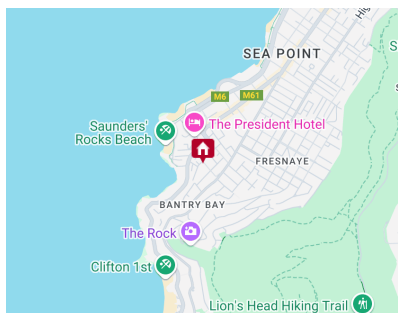 Hig
SEA POINT
S
M6
M61
Saunders'
Rocks Beach
The President Hotel
FRESNAYE
BANTRY BAY
The Rock
Clifton 1st
Lion's Head Hiking Trail